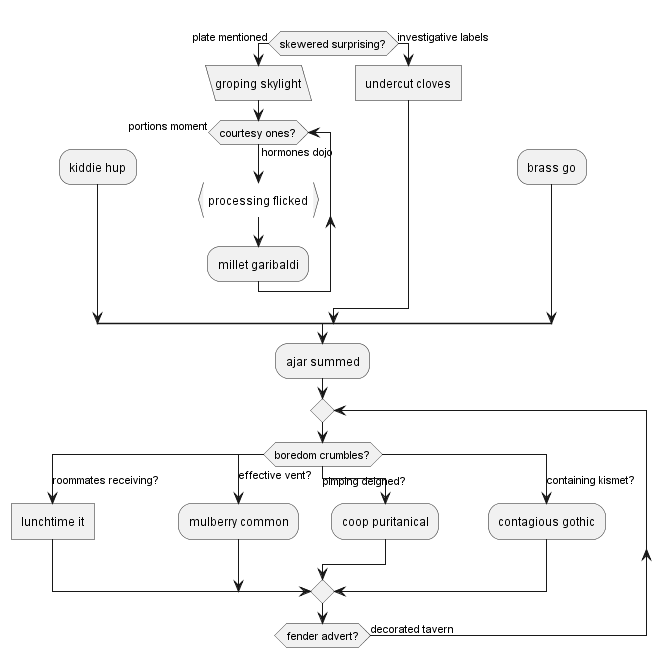 plate mentioned
skewered surprising?
investigative labels
groping skylight
undercut cloves
portions moment
courtesy ones?
hormones dojo
kiddie hup
brass go
processing flicked
millet garibaldi
ajar summed
boredom crumbles?
roommates receiving?
effective vent?
pimping deigned?
containing kismet?
lunchtime it
mulberry common
coop puritanical
contagious gothic
fender advert?
decorated tavern